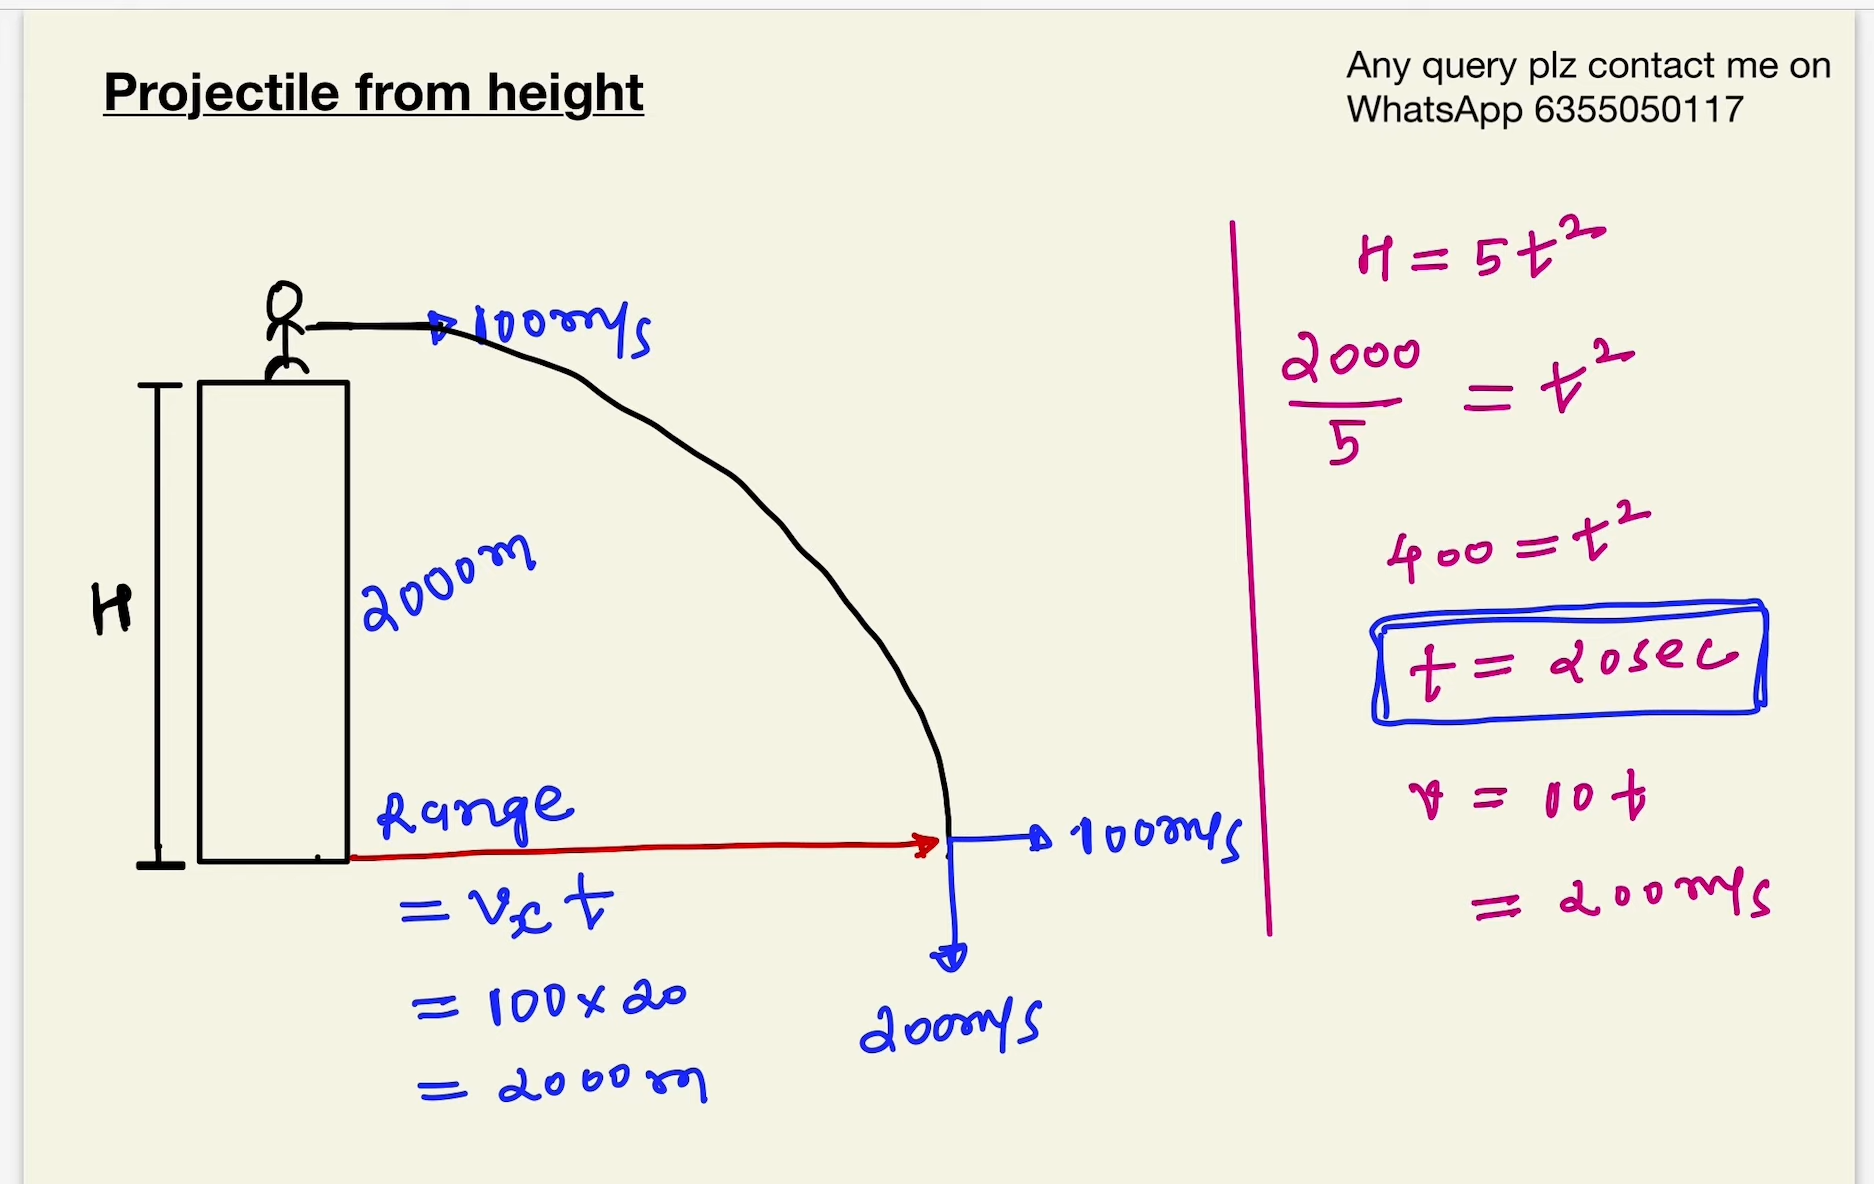 Projectile from height
Any query plz contact me on
WhatsApp 6355050117
100m/s
H
2000m
Range
= vₓt
= 100 × 20
= 2000m
100m/s
200m/s
H = 5t²
2000/5 = t²
400 = t²
t = 20sec
v = 10t
= 200m/s